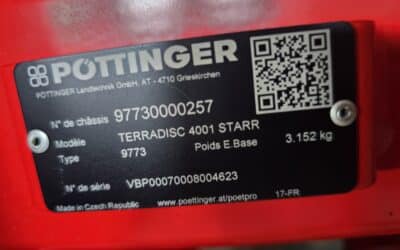 PÖTTINGER
PÖTTINGER Landtechnik GmbH, AT - 4710 Grieskirchen
N° de châssis 97730000257
Modèle TERRADISC 4001 STARR
Type 9773 Poids E.Base 3.152 kg
N° de série VBP00070008004623
Made in Czech Republic www.poettinger.at/poetpro 17-FR